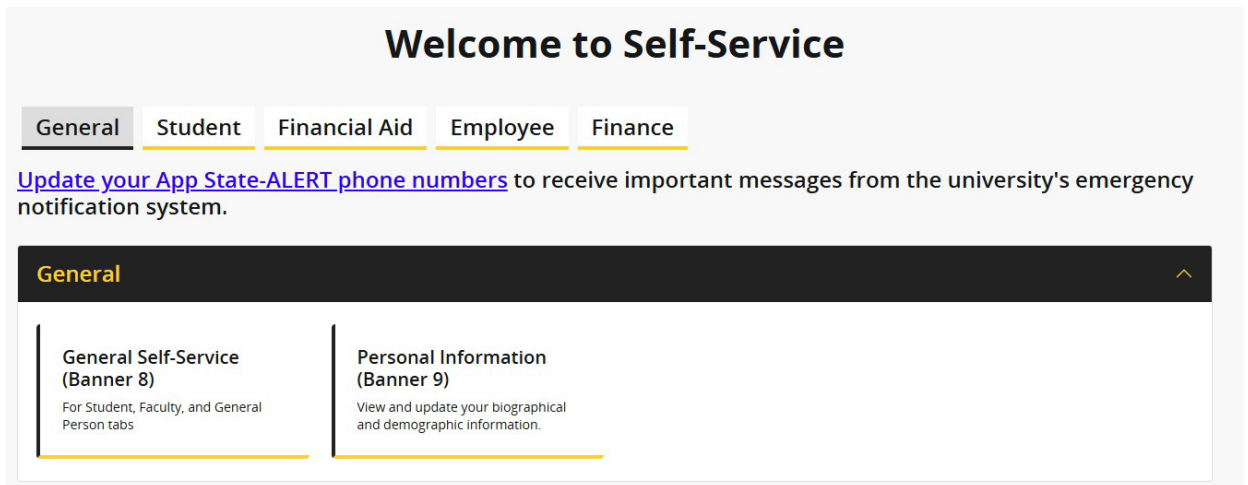 Welcome to Self-Service
General Student Financial Aid Employee Finance
Update your App State-ALERT phone numbers to receive important messages from the university's emergency
notification system.
General
General Self-Service
(Banner 8)
For Student, Faculty, and General
Person tabs
Personal Information
(Banner 9)
View and update your biographical
and demographic information.